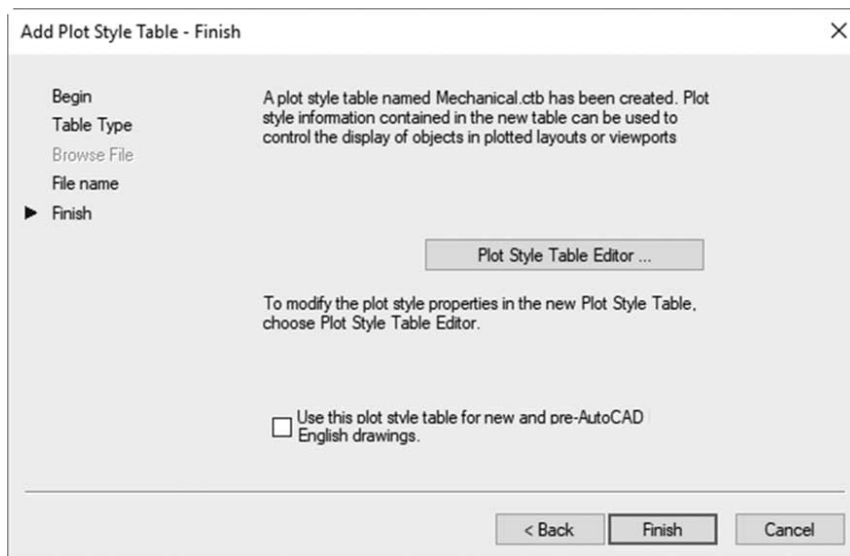 Add Plot Style Table - Finish
Begin
Table Type
Browse File
File name
Finish
A plot style table named Mechanical.ctb has been created. Plot
style information contained in the new table can be used to
control the display of objects in plotted layouts or viewports
Plot Style Table Editor ...
To modify the plot style properties in the new Plot Style Table,
choose Plot Style Table Editor.
Use this plot style table for new and pre-AutoCAD
English drawings.
< Back
Finish
Cancel